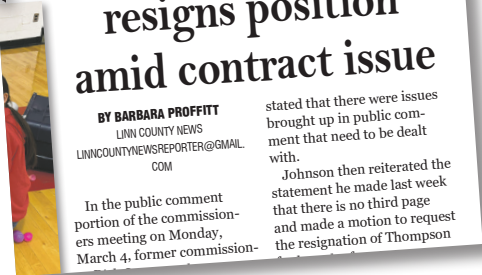 resigns position
amid contract issue
BY BARBARA PROFFITT
LINN COUNTY NEWS
LINNCOUNTYNEWSREPORTER@GMAIL.
COM
In the public comment
portion of the commission-
ers meeting on Monday,
March 4, former commission-
stated that there were issues
brought up in public com-
ment that need to be dealt
with.
Johnson then reiterated the
statement he made last week
that there is no third page
and made a motion to request
the resignation of Thompson